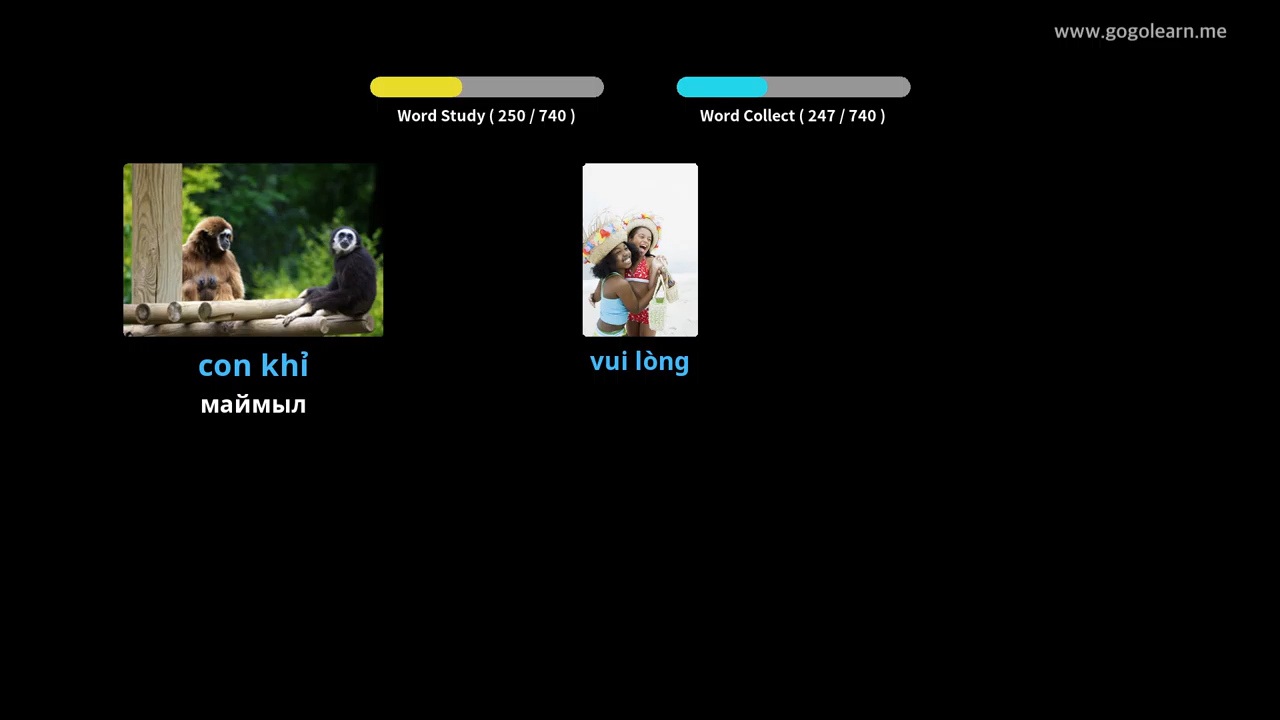 www.gogolearn.me
Word Study ( 250 / 740 )
Word Collect ( 247 / 740 )
con khỉ
маймыл
vui lòng